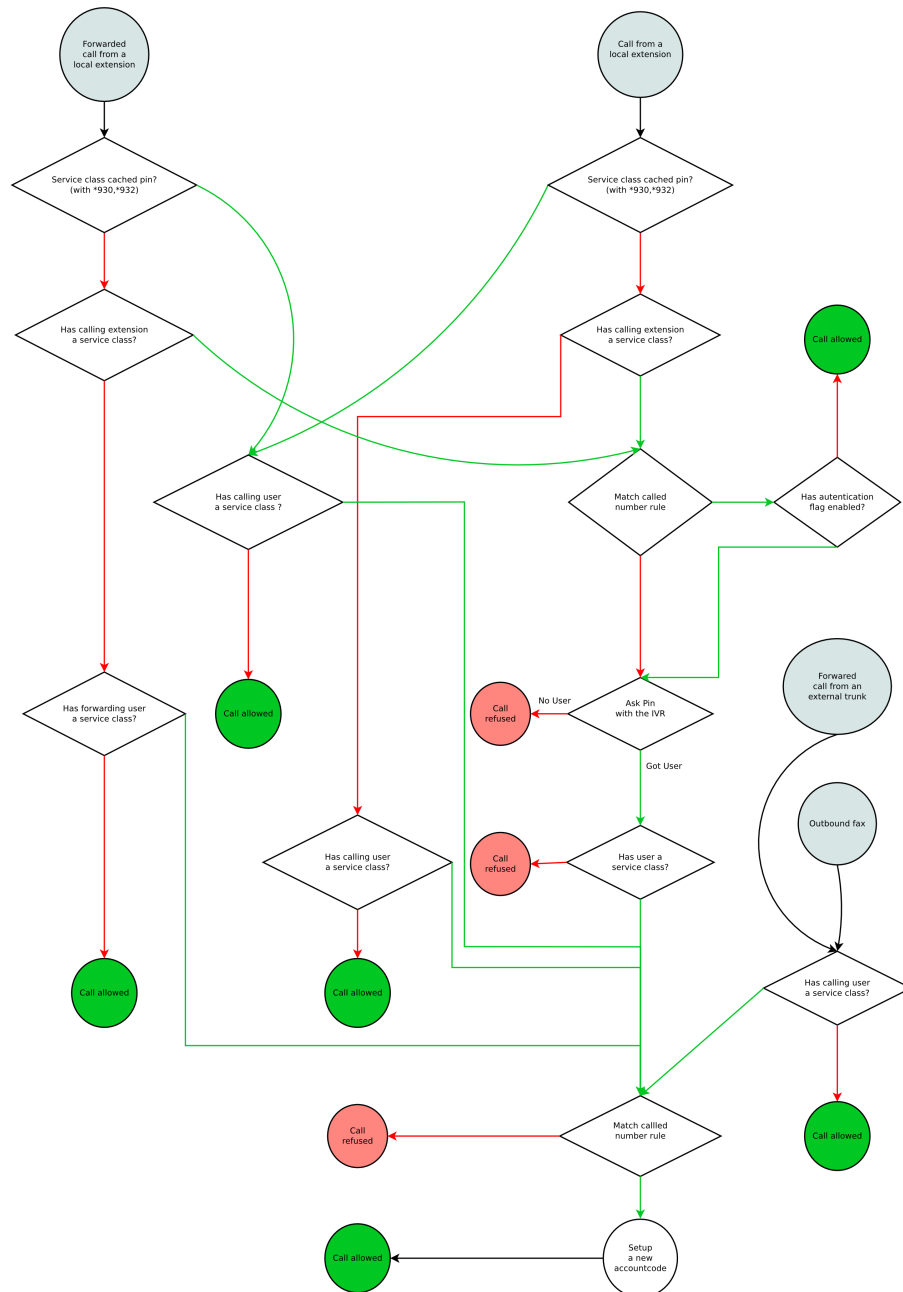 Forwarded
call from a
local extension
Call from a
local extension
Service class cached pin?
(with *930,*932)
Service class cached pin?
(with *930,*932)
Has calling extension
a service class?
Has calling extension
a service class?
Call allowed
Has calling user
a service class ?
Match called
number rule
Has autentication
flag enabled?
Has forwarding user
a service class?
Call allowed
Call
refused
No User
Ask Pin
with the IVR
Forwared
call from an
external trunk
Got User
Outbound fax
Has calling user
a service class?
Call
refused
Has user a
service class?
Call allowed
Call allowed
Has calling user
a service class?
Call
refused
Match callled
number rule
Call allowed
Call allowed
Setup
a new
accountcode